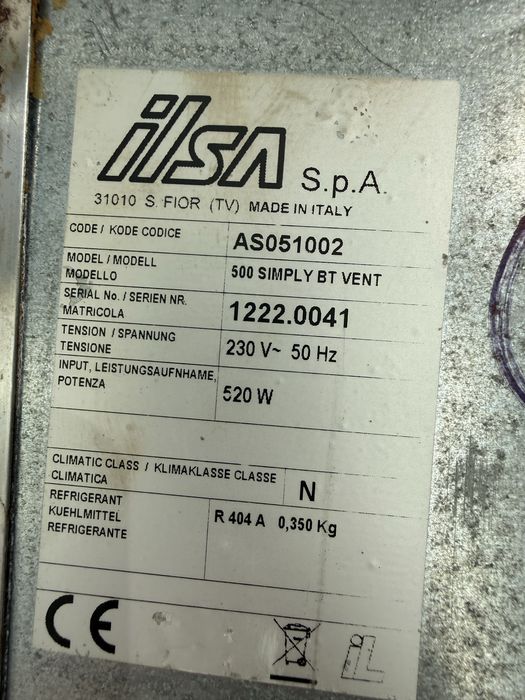 ilsa S.p.A.
31010 S. FIOR (TV) MADE IN ITALY
CODE / KODE CODICE AS051002
MODEL / MODELL
MODELLO 500 SIMPLY BT VENT
SERIAL No. / SERIEN NR.
MATRICOLA 1222.0041
TENSION / SPANNUNG
TENSIONE 230 V~ 50 Hz
INPUT, LEISTUNGSAUFNHAME,
POTENZA 520 W
CLIMATIC CLASS / KLIMAKLASSE CLASSE
CLIMATICA N
REFRIGERANT
KUEHLMITTEL
REFRIGERANTE R 404 A 0,350 Kg
CE iL